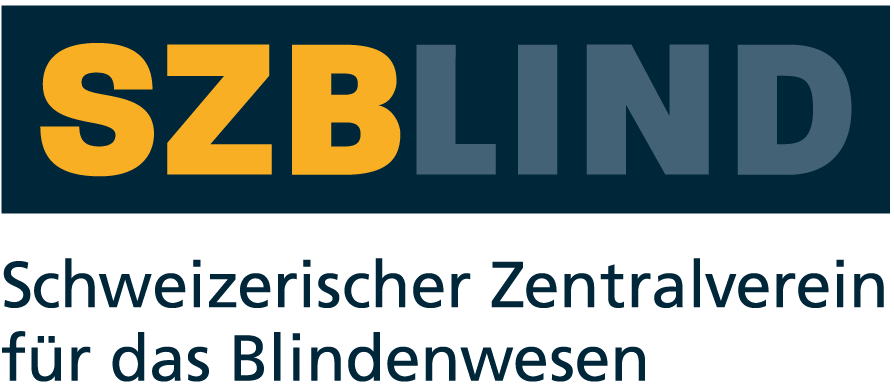 SZBLIND
Schweizerischer Zentralverein
für das Blindenwesen